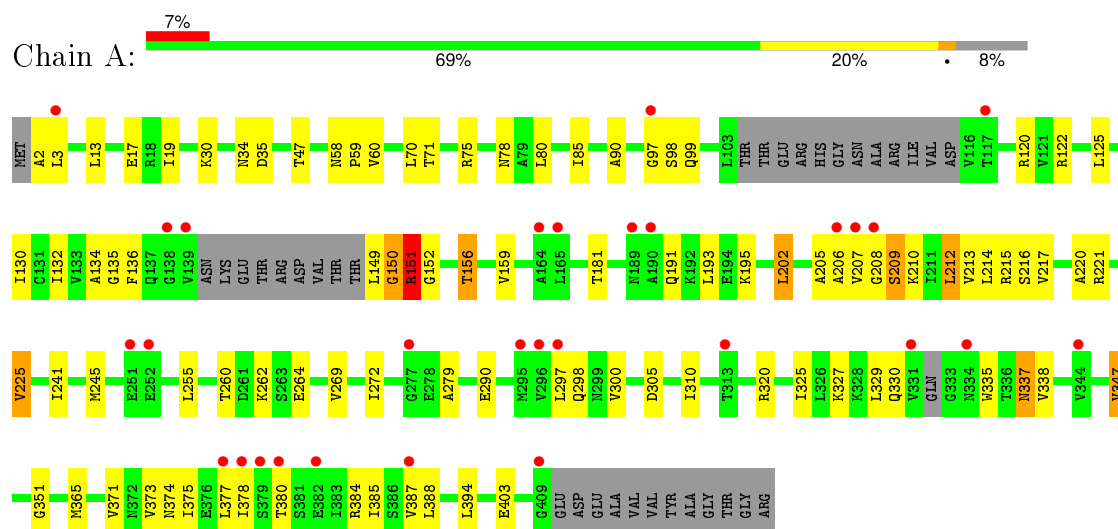 7%
Chain A:
69% 20% • 8%
MET A2 L3 L13 E17 R18 I19 K30 N34 D35 T47 N58 P59 V60 L70 T71 R75 N78 A79 L80 I85 A90 G97 S98 Q99 L103 THR THR GLU ARG HIS GLY ASN ALA ARG ILE VAL ASP V116 T117 R120 V121 R122 L125
I130 C131 I132 V133 A134 G135 F136 Q137 G138 V139 ASN LYS GLU THR ARG ASP VAL THR THR L149 G150 R151 G152 T156 V159 A164 L165 T181 N189 A190 Q191 K192 L193 E194 K195 L202 A205 A206 V207 G208 S209 K210 I211 L212 V213 L214 R215 S216 V217 A220 R221
V225 I241 M245 E251 E252 L255 T260 D261 K262 S263 E264 V269 I272 G277 E278 A279 E290 M295 V296 L297 Q298 N299 V300 D305 I310 T313 R320 I325 L326 K327 K328 L329 Q330 V331 GLN G333 N334 W335 T336 N337 V338 V344 V347
G351 M365 V371 N372 V373 N374 I375 E376 L377 I378 S379 T380 S381 E382 I383 R384 I385 S386 V387 L388 L394 E403 G409 GLU ASP GLU ALA VAL VAL TYR ALA GLY THR GLY ARG